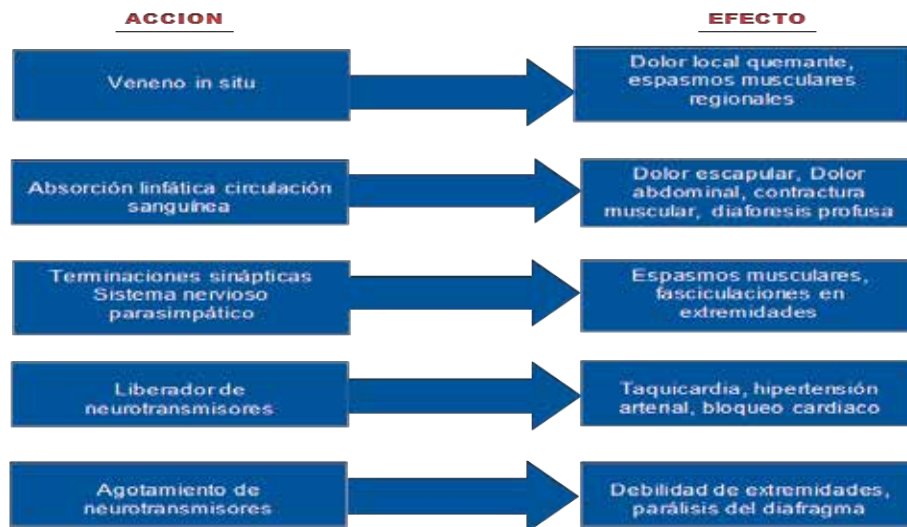 ACCION
EFECTO
Veneno in situ
Dolor local quemante,
espasmos musculares
regionales
Absorción linfática circulación
sanguínea
Dolor escapular, Dolor
abdominal, contractura
muscular, diaforesis profusa
Terminaciones sinápticas
Sistema nervioso
parasimpático
Espasmos musculares,
fasciculaciones en
extremidades
Liberador de
neurotransmisores
Taquicardia, hipertensión
arterial, bloqueo cardiaco
Agotamiento de
neurotransmisores
Debilidad de extremidades,
parálisis del diafragma